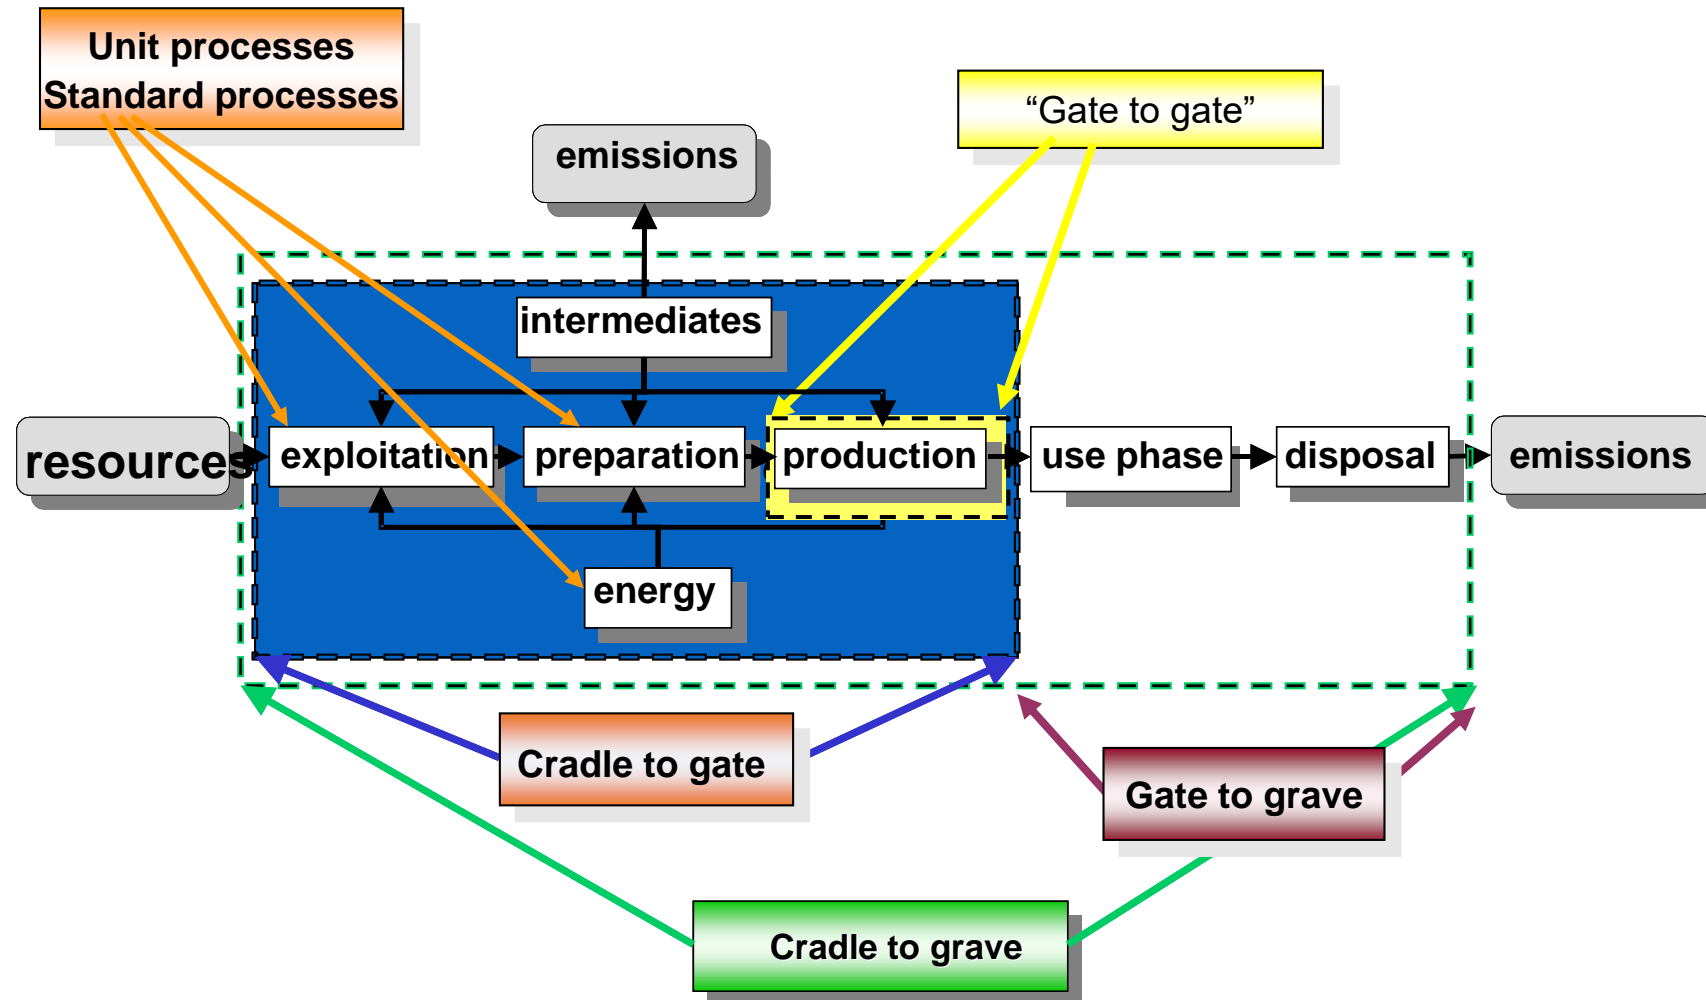 Unit processes
Standard processes
“Gate to gate”
emissions
intermediates
resources
exploitation
preparation
production
use phase
disposal
emissions
energy
Cradle to gate
Gate to grave
Cradle to grave